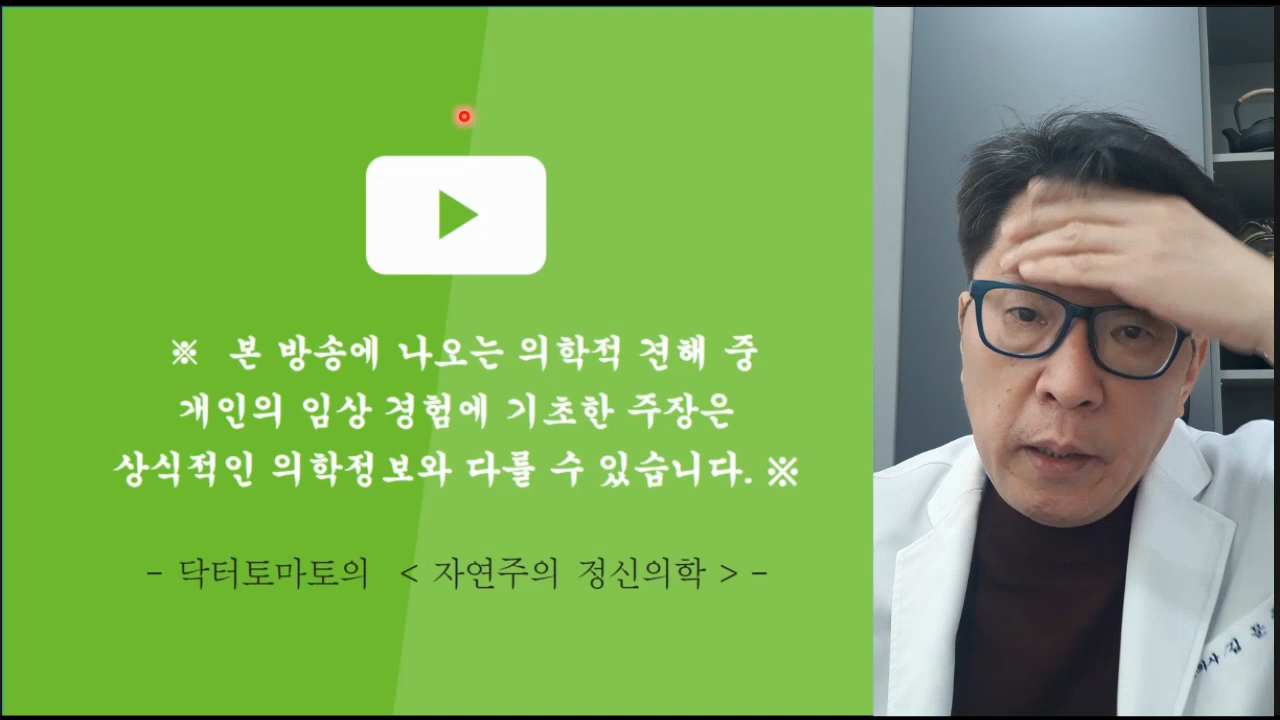 ※ 본 방송에 나오는 의학적 견해 중
개인의 임상 경험에 기초한 주장은
상식적인 의학정보와 다를 수 있습니다. ※
- 닥터토마토의 < 자연주의 정신의학 > -